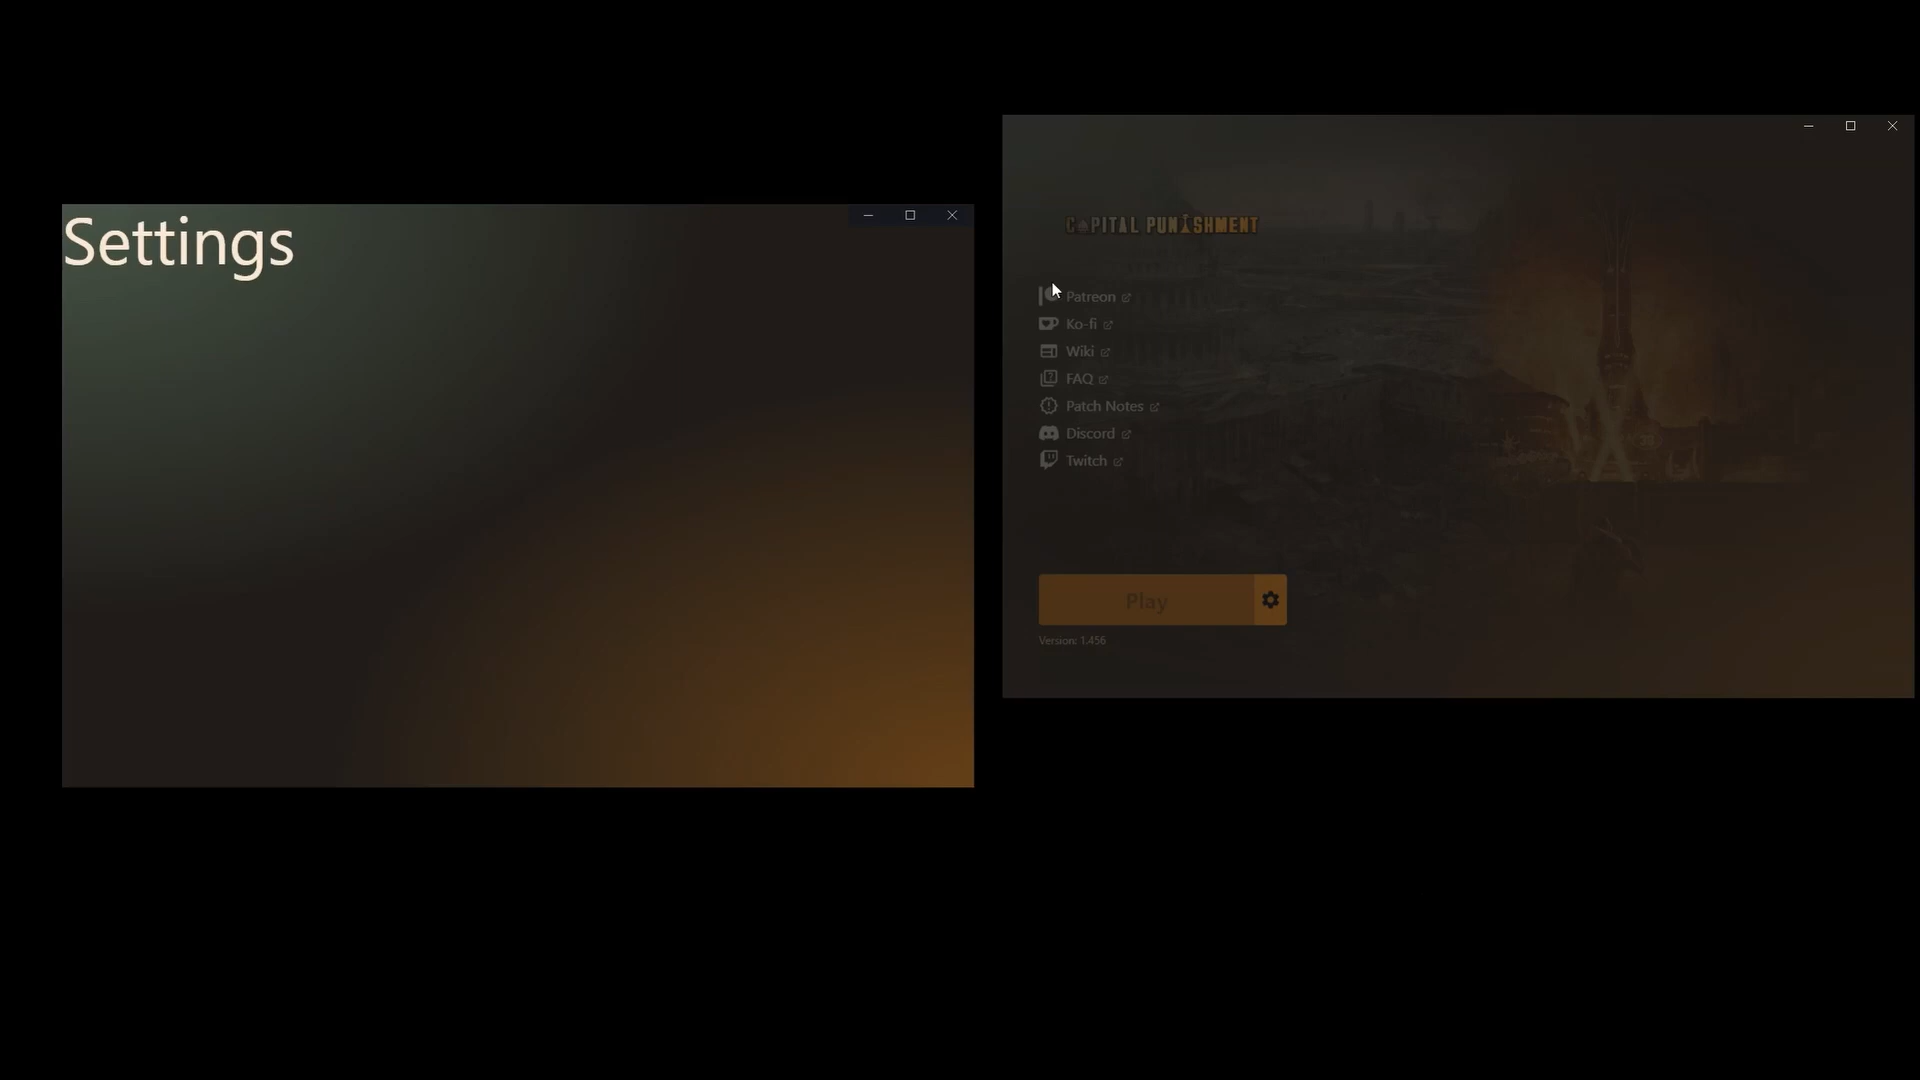 Settings
CAPITAL PUNISHMENT
Patreon
Ko-fi
Wiki
FAQ
Patch Notes
Discord
Twitch
Play
Version: 1.456